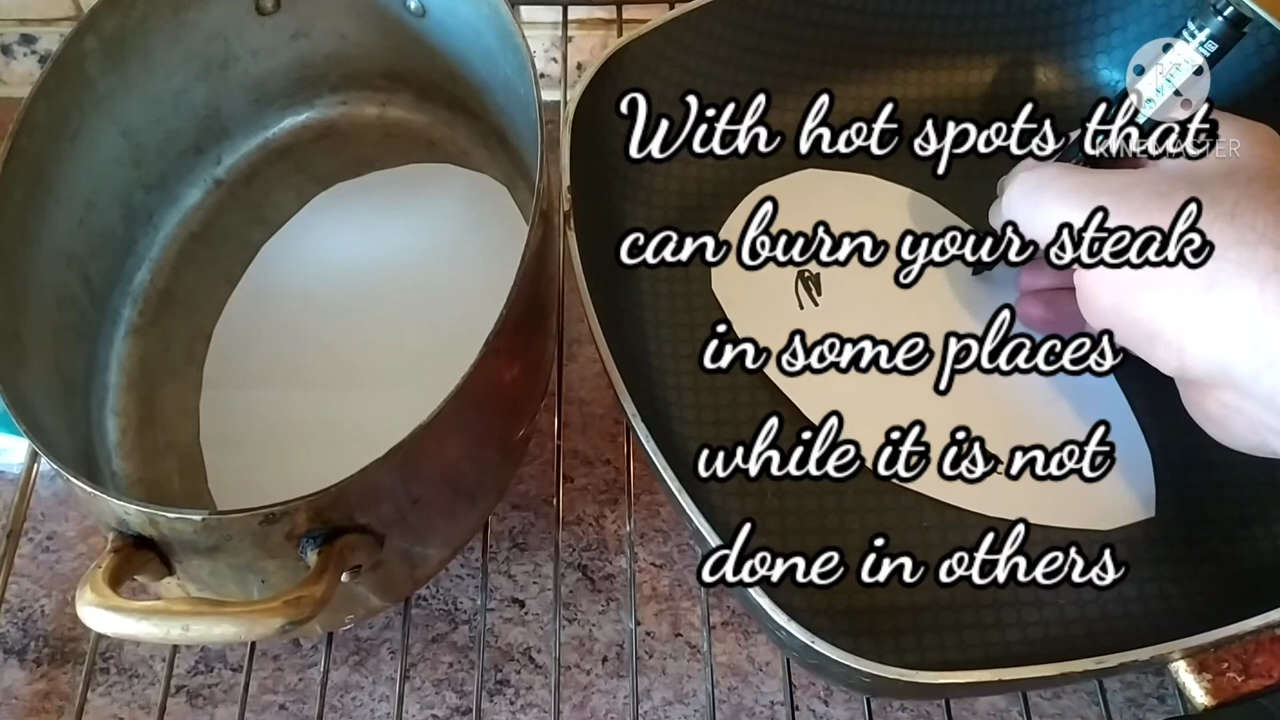 With hot spots that
KINEMASTER
can burn your steak
in some places
while it is not
done in others